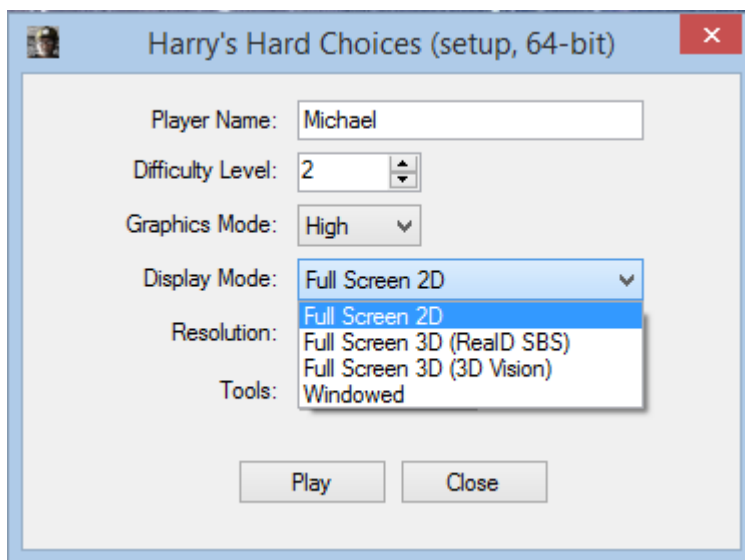 Harry's Hard Choices (setup, 64-bit)
Player Name: Michael
Difficulty Level: 2
Graphics Mode: High
Display Mode: Full Screen 2D
Full Screen 2D
Resolution:
Full Screen 3D (RealD SBS)
Full Screen 3D (3D Vision)
Tools:
Windowed
Play Close